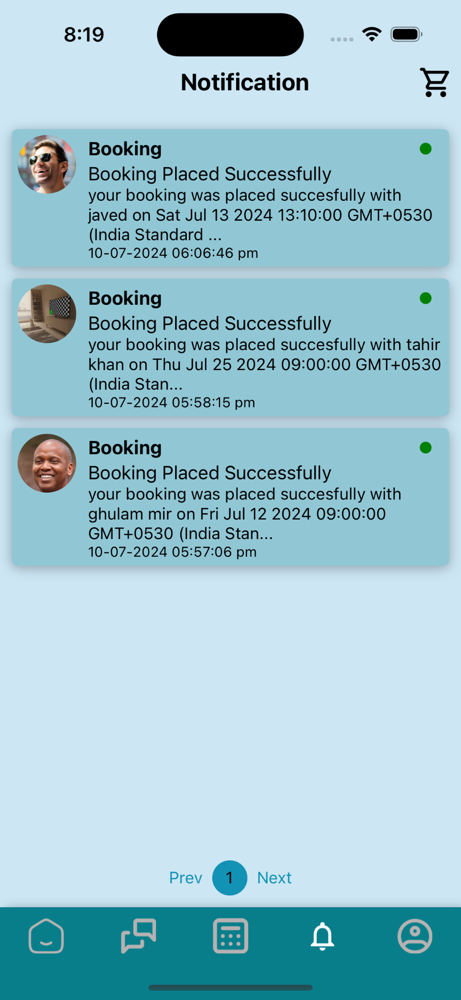 8:19
Notification
Booking
Booking Placed Successfully
your booking was placed succesfully with
javed on Sat Jul 13 2024 13:10:00 GMT+0530
(India Standard ...
10-07-2024 06:06:46 pm
Booking
Booking Placed Successfully
your booking was placed succesfully with tahir
khan on Thu Jul 25 2024 09:00:00 GMT+0530
(India Stan...
10-07-2024 05:58:15 pm
Booking
Booking Placed Successfully
your booking was placed succesfully with
ghulam mir on Fri Jul 12 2024 09:00:00
GMT+0530 (India Stan...
10-07-2024 05:57:06 pm
Prev 1 Next